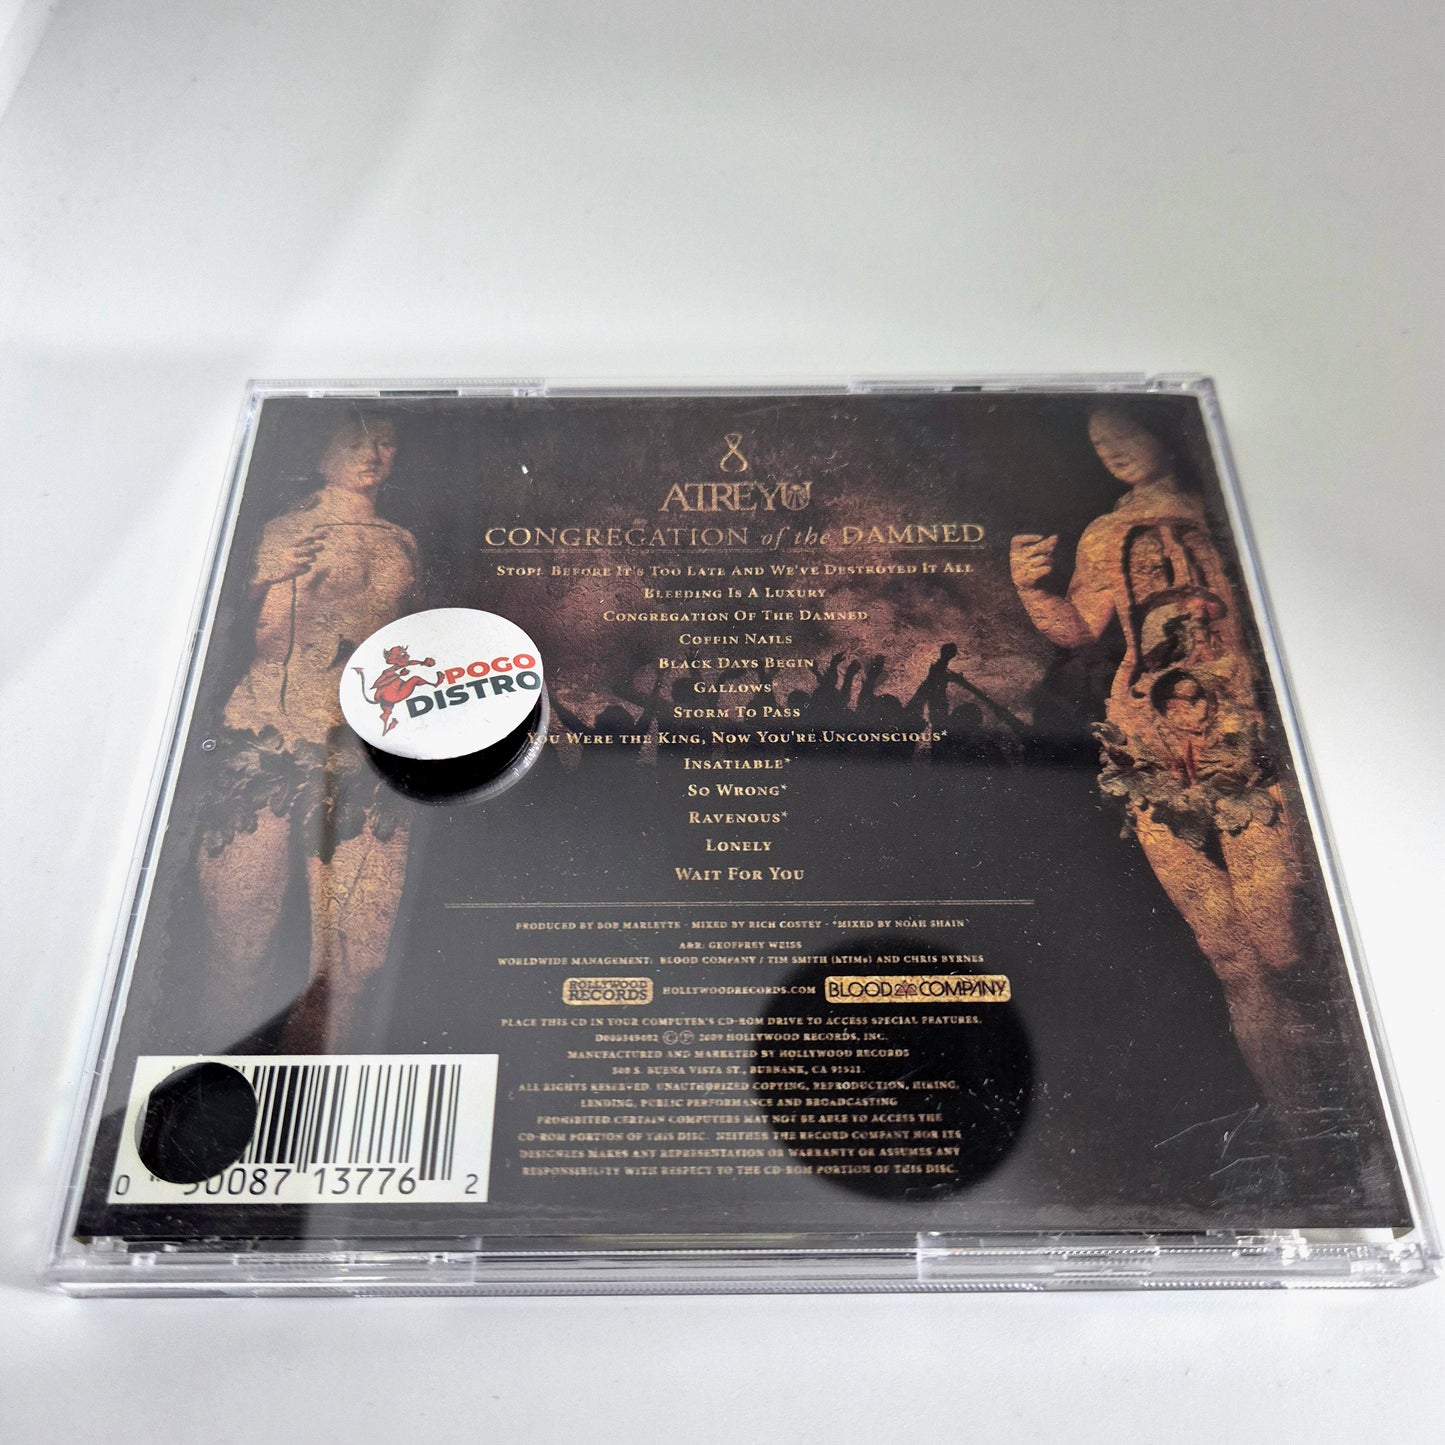 ATREYU
CONGREGATION of the DAMNED
STOP! BEFORE IT'S TOO LATE AND WE'VE DESTROYED IT ALL
BLEEDING IS A LUXURY
CONGREGATION OF THE DAMNED
COFFIN NAILS
BLACK DAYS BEGIN
GALLOWS*
STORM TO PASS
YOU WERE THE KING, NOW YOU'RE UNCONSCIOUS*
INSATIABLE*
SO WRONG*
RAVENOUS*
LONELY
WAIT FOR YOU
POGO
DISTRO
PRODUCED BY BOB MARLETTE · MIXED BY RICH COSTEY · *MIXED BY NOAH SHAIN
A&R: GEOFFREY WEISS
WORLDWIDE MANAGEMENT: BLOOD COMPANY / TIM SMITH (hTIMs) AND CHRIS BYRNES
HOLLYWOOD RECORDS
HOLLYWOODRECORDS.COM
BLOOD COMPANY
PLACE THIS CD IN YOUR COMPUTER'S CD-ROM DRIVE TO ACCESS SPECIAL FEATURES.
©℗ 2009 HOLLYWOOD RECORDS, INC.
MANUFACTURED AND MARKETED BY HOLLYWOOD RECORDS
500 S. BUENA VISTA ST., BURBANK, CA 91521.
ALL RIGHTS RESERVED. UNAUTHORIZED COPYING, REPRODUCTION, HIRING,
LENDING, PUBLIC PERFORMANCE AND BROADCASTING
PROHIBITED CERTAIN COMPUTERS MAY NOT BE ABLE TO ACCESS THE
CD-ROM PORTION OF THIS DISC. NEITHER THE RECORD COMPANY NOR ITS
DESIGNEES MAKES ANY REPRESENTATION OR WARRANTY OR ASSUMES ANY
RESPONSIBILITY WITH RESPECT TO THE CD-ROM PORTION OF THIS DISC.
0 50087 13776 2